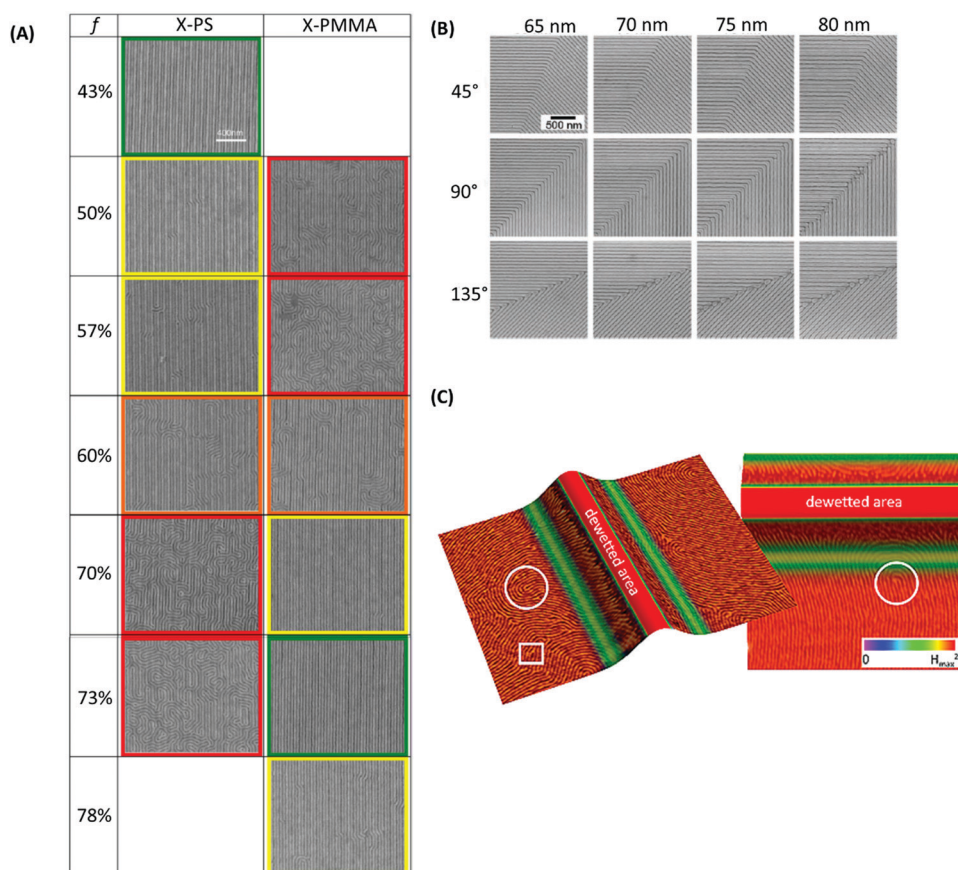 (A)
f X-PS X-PMMA
43%
400nm
50%
57%
60%
70%
73%
78%
(B)
65 nm 70 nm 75 nm 80 nm
45°
500 nm
90°
135°
(C)
dewetted area
dewetted area
0 Hmax²